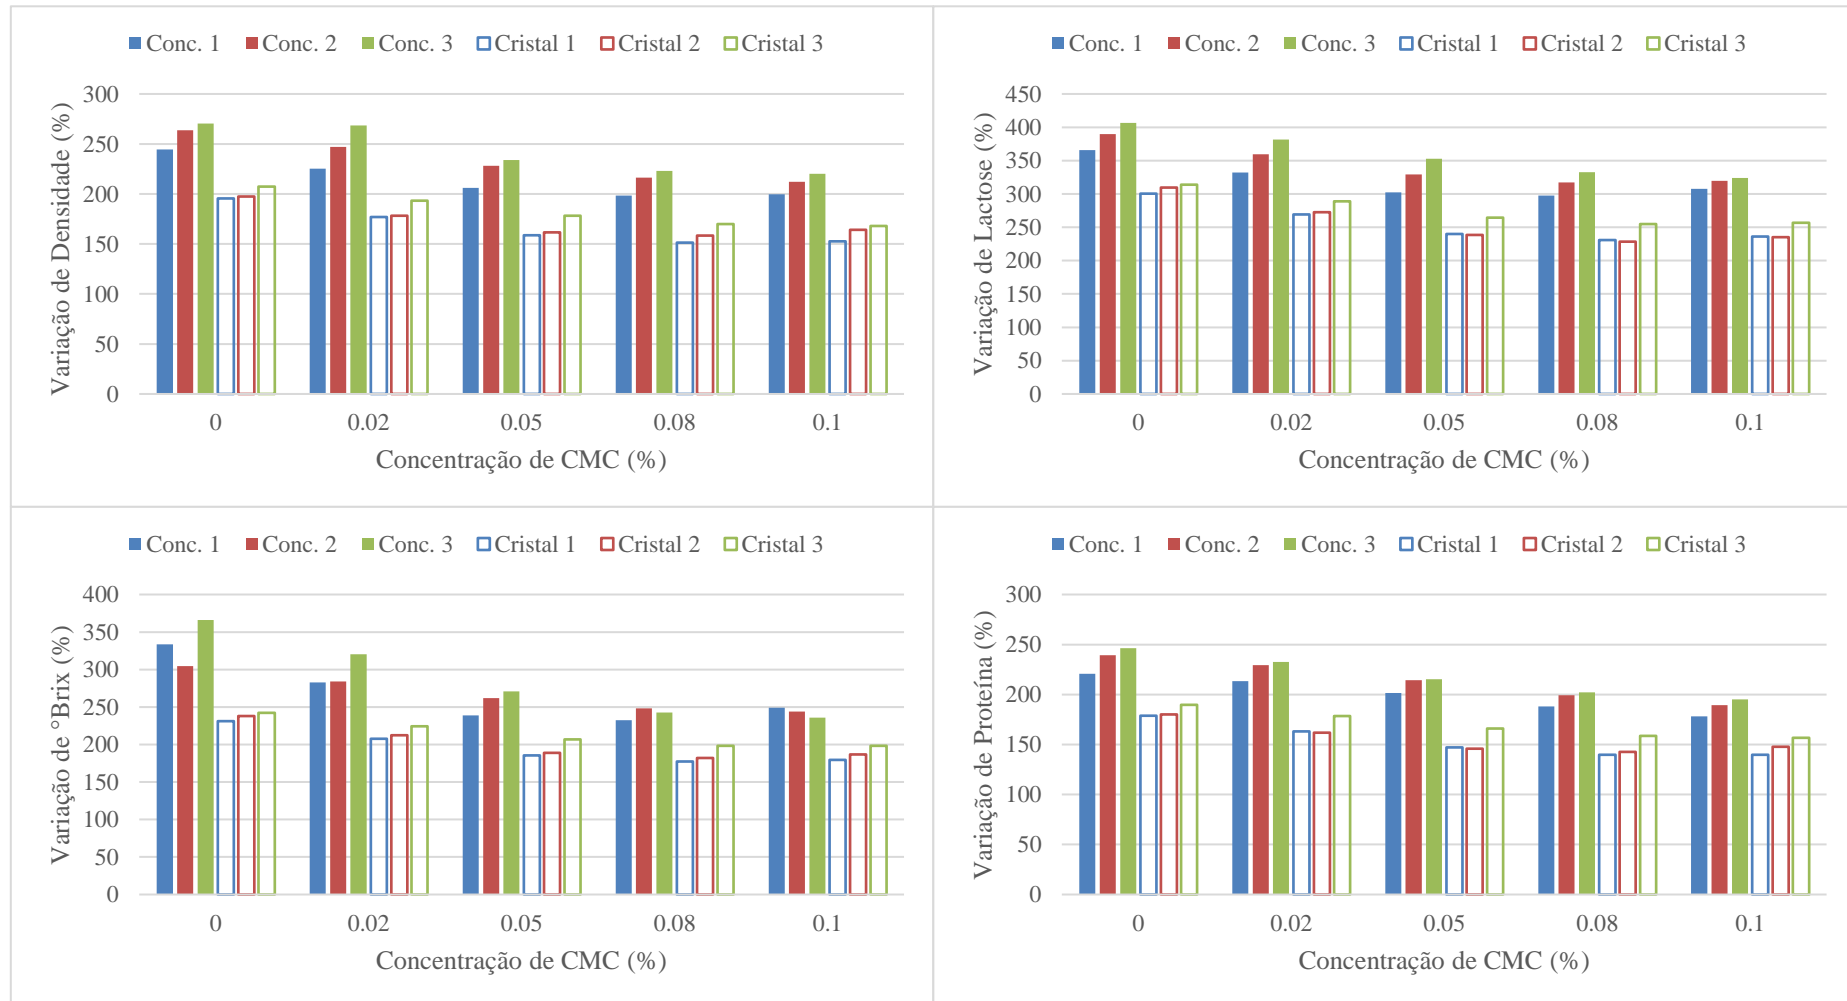 Conc. 1 Conc. 2 Conc. 3 Cristal 1 Cristal 2 Cristal 3
Variação de Densidade (%)
300
250
200
150
100
50
0
0 0.02 0.05 0.08 0.1
Concentração de CMC (%)
Conc. 1 Conc. 2 Conc. 3 Cristal 1 Cristal 2 Cristal 3
Variação de Lactose (%)
450
400
350
300
250
200
150
100
50
0
0 0.02 0.05 0.08 0.1
Concentração de CMC (%)
Conc. 1 Conc. 2 Conc. 3 Cristal 1 Cristal 2 Cristal 3
Variação de °Brix (%)
400
350
300
250
200
150
100
50
0
0 0.02 0.05 0.08 0.1
Concentração de CMC (%)
Conc. 1 Conc. 2 Conc. 3 Cristal 1 Cristal 2 Cristal 3
Variação de Proteína (%)
300
250
200
150
100
50
0
0 0.02 0.05 0.08 0.1
Concentração de CMC (%)